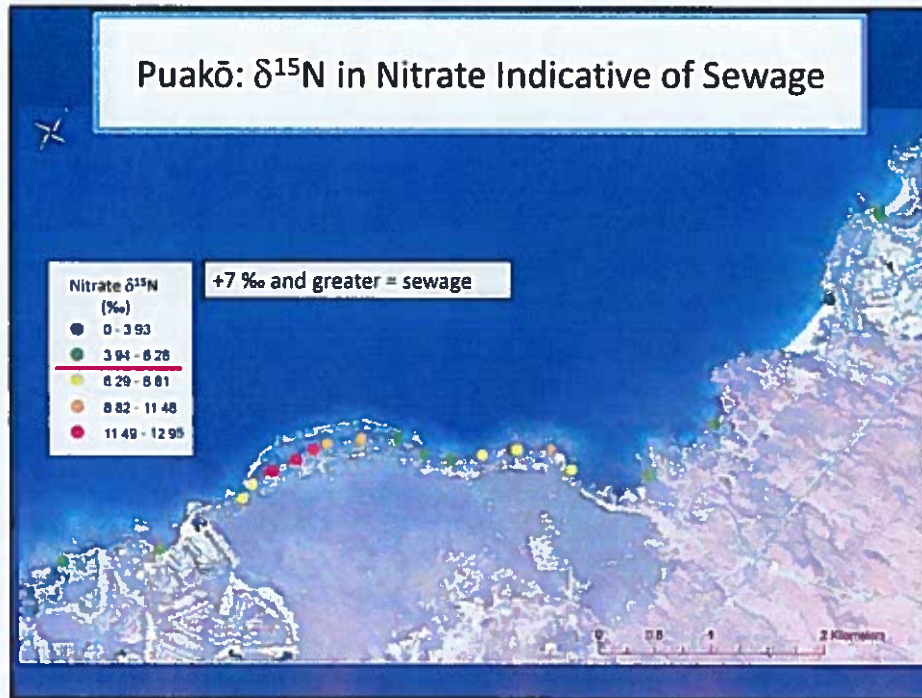 Puakō: δ¹⁵N in Nitrate Indicative of Sewage
Nitrate δ¹⁵N
(‰)
0 - 3.93
3.94 - 6.28
6.29 - 8.81
8.82 - 11.48
11.49 - 12.95
+7 ‰ and greater = sewage
0 1 2 Kilometers